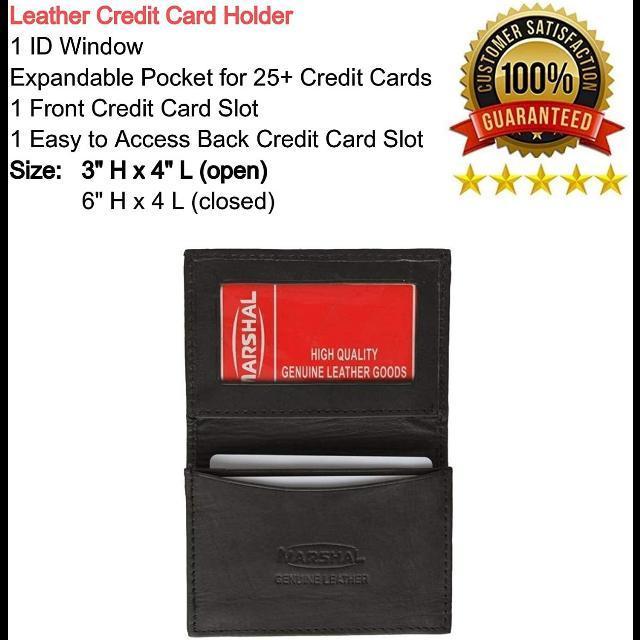 Leather Credit Card Holder
1 ID Window
Expandable Pocket for 25+ Credit Cards
1 Front Credit Card Slot
1 Easy to Access Back Credit Card Slot
Size: 3" H x 4" L (open)
6" H x 4 L (closed)
CUSTOMER SATISFACTION
100%
GUARANTEED
MARSHAL
HIGH QUALITY
GENUINE LEATHER GOODS
MARSHAL
GENUINE LEATHER